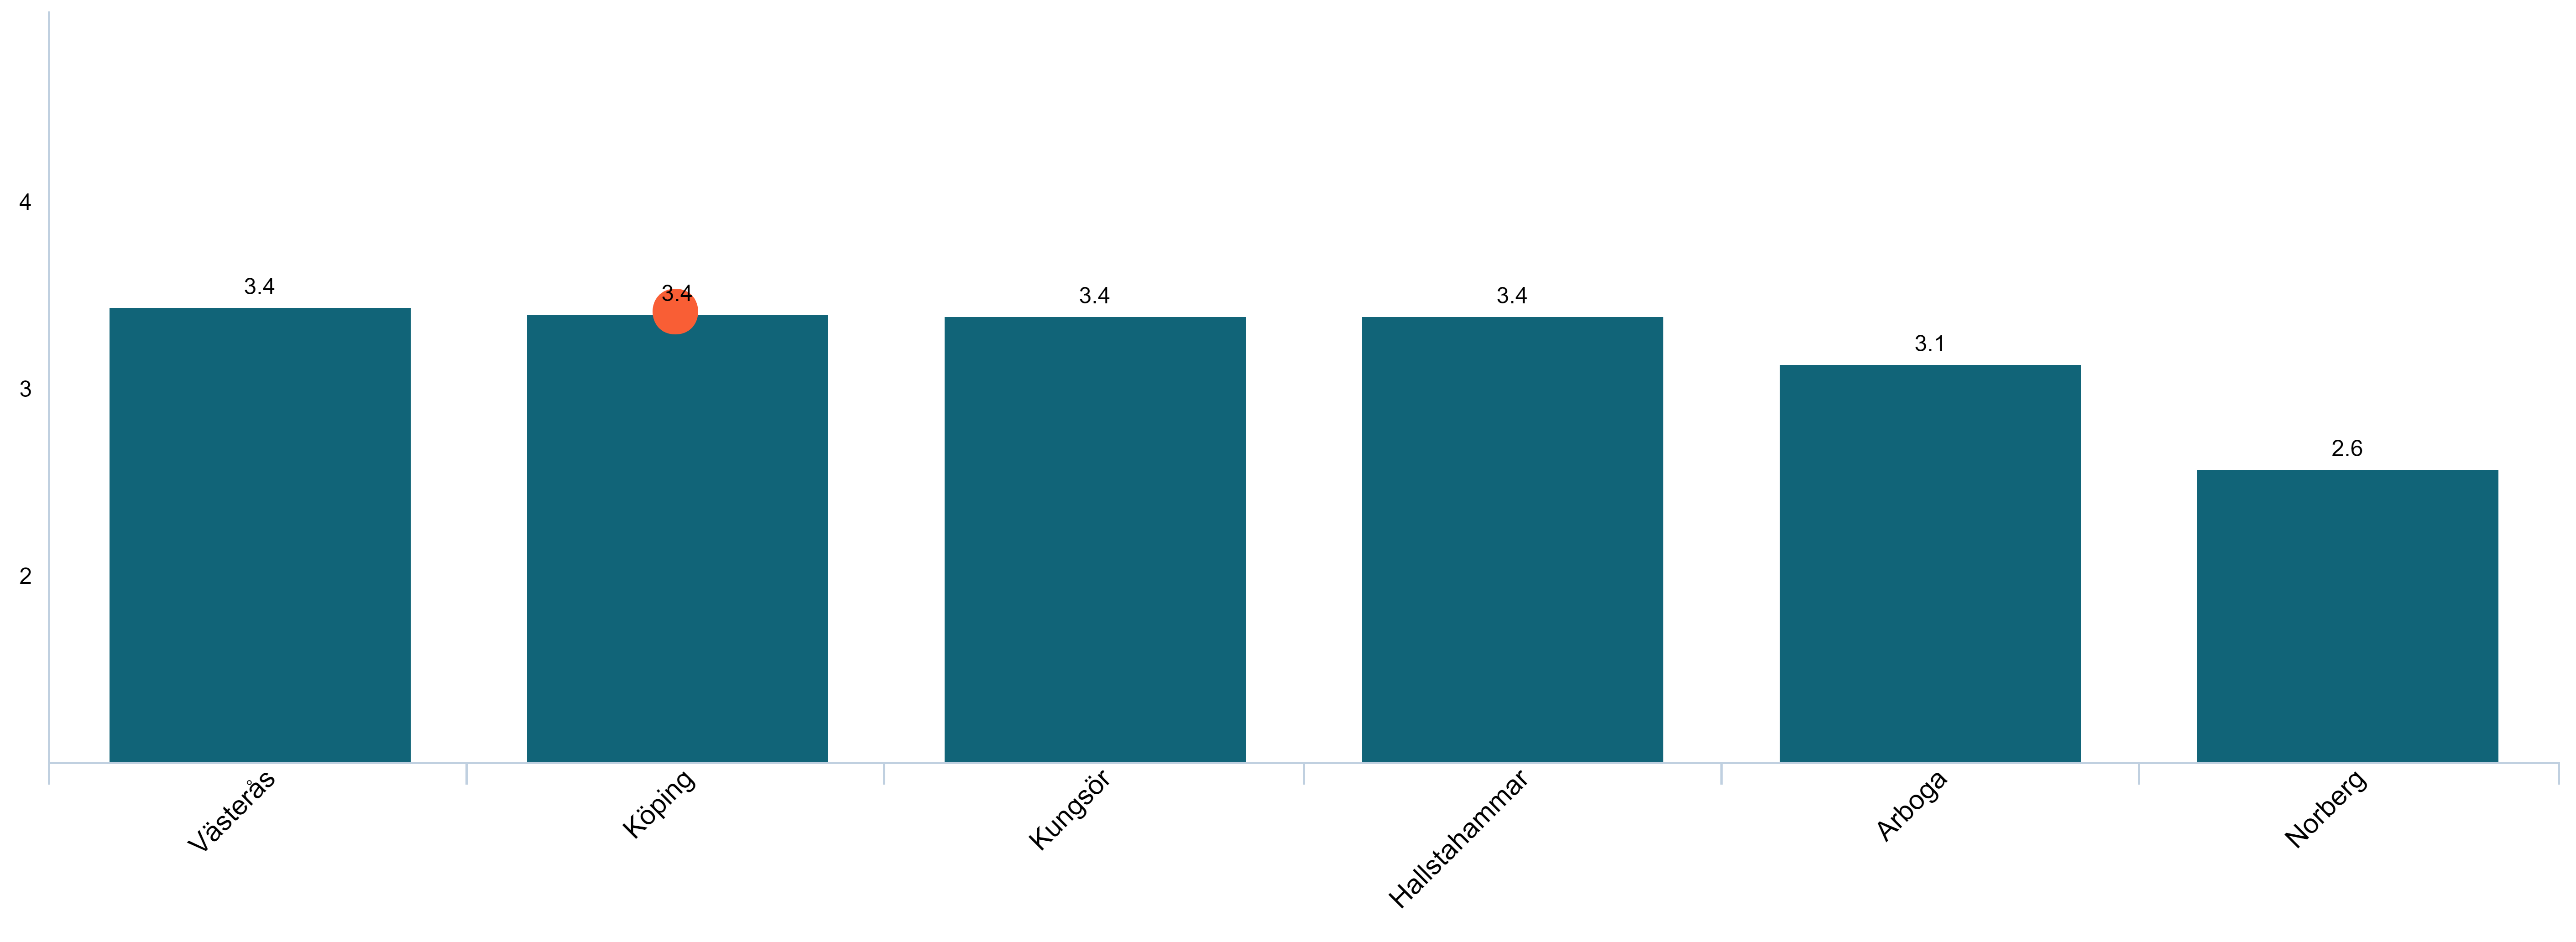 4
3
2
3.4
3.4
3.4
3.4
3.1
2.6
Västerås
Köping
Kungsör
Hallstahammar
Arboga
Norberg